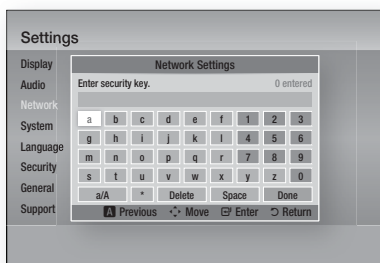 Settings
Display
Audio
Network
System
Language
Security
General
Support
Network Settings
Enter security key. 0 entered
a b c d e f 1 2 3
g h i j k l 4 5 6
m n o p q r 7 8 9
s t u v w x y z 0
a/A * Delete Space Done
A Previous Move Enter Return